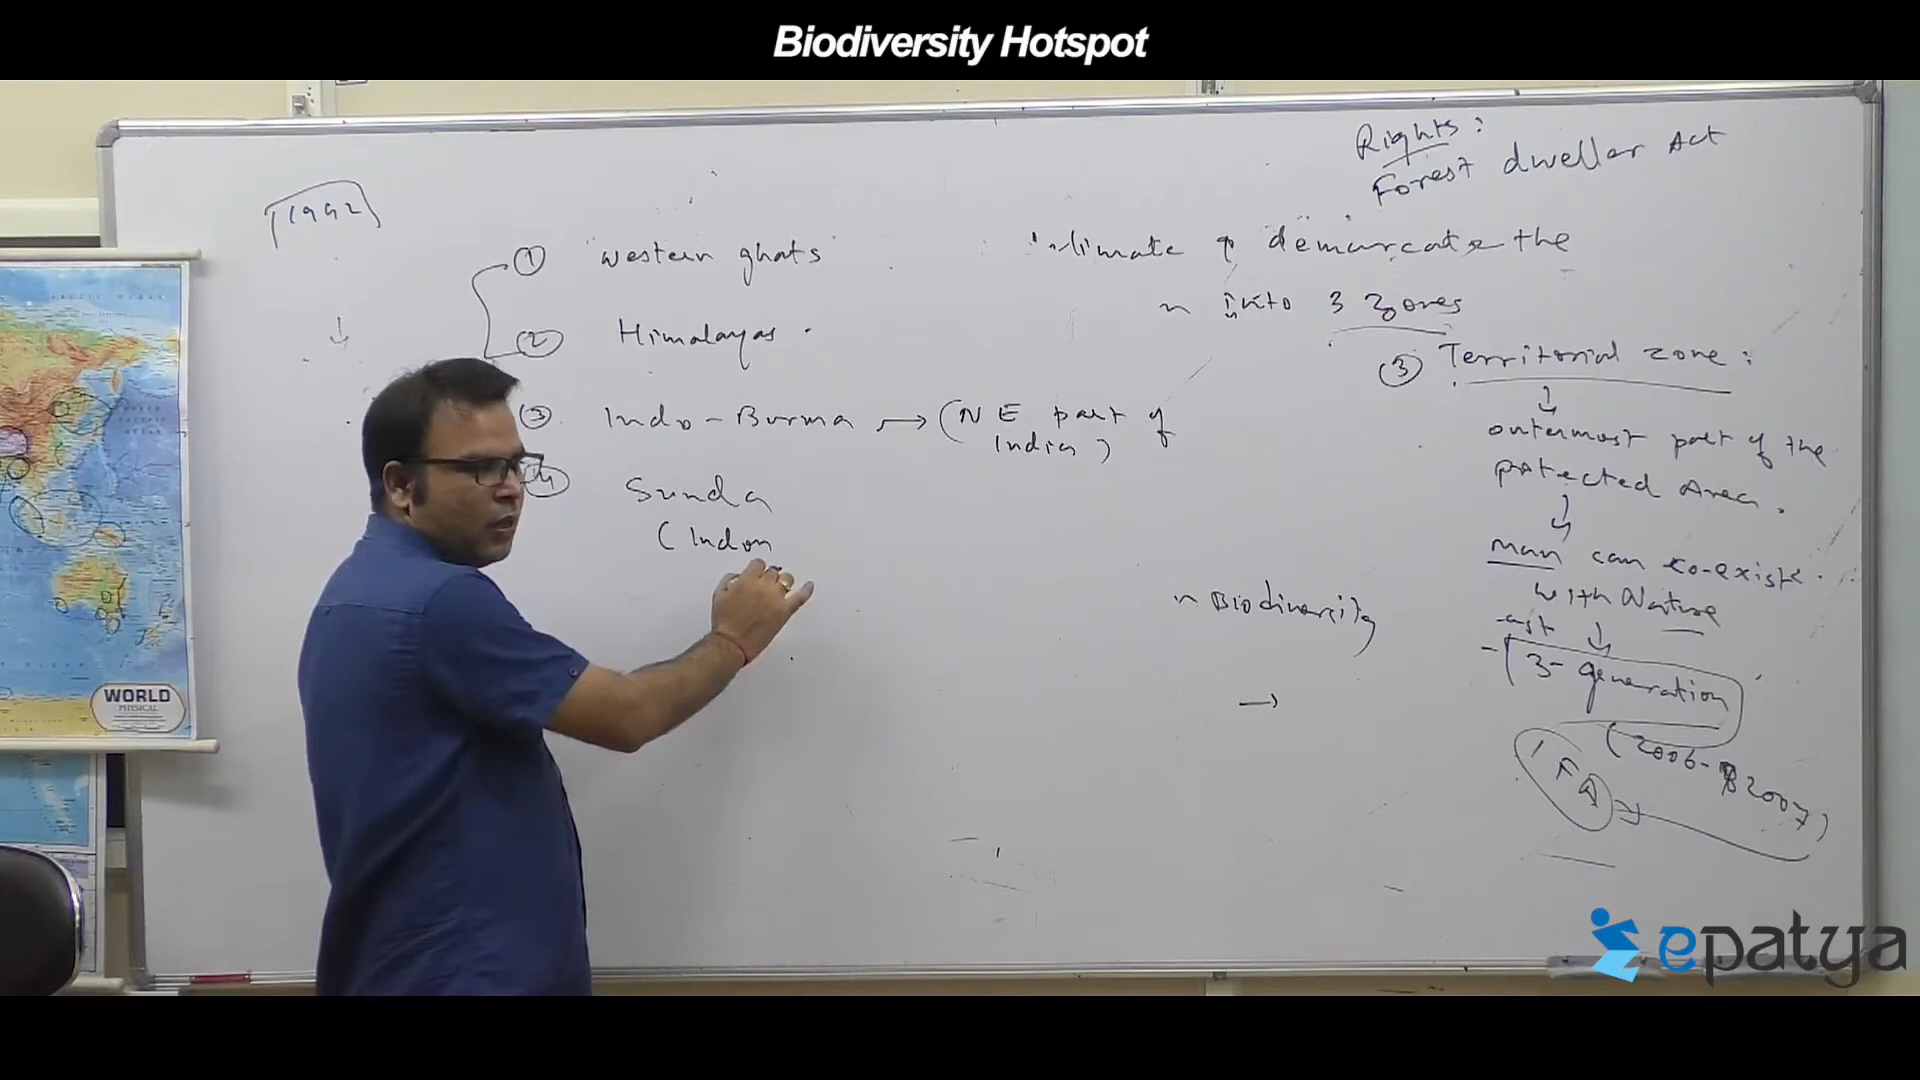 Biodiversity Hotspot
Rights:
Forest dweller Act
1992
① Western ghats
② Himalayas
③ Indo-Burma → (NE part of
India)
④ Sunda
(Indon
demarcate the
into 3 Zones
③ Territorial zone:
outermost part of the
protected Area.
man can co-exist
with Nature
3-generation
(2006-2007)
Biodiversity
WORLD
PHYSICAL
epatya